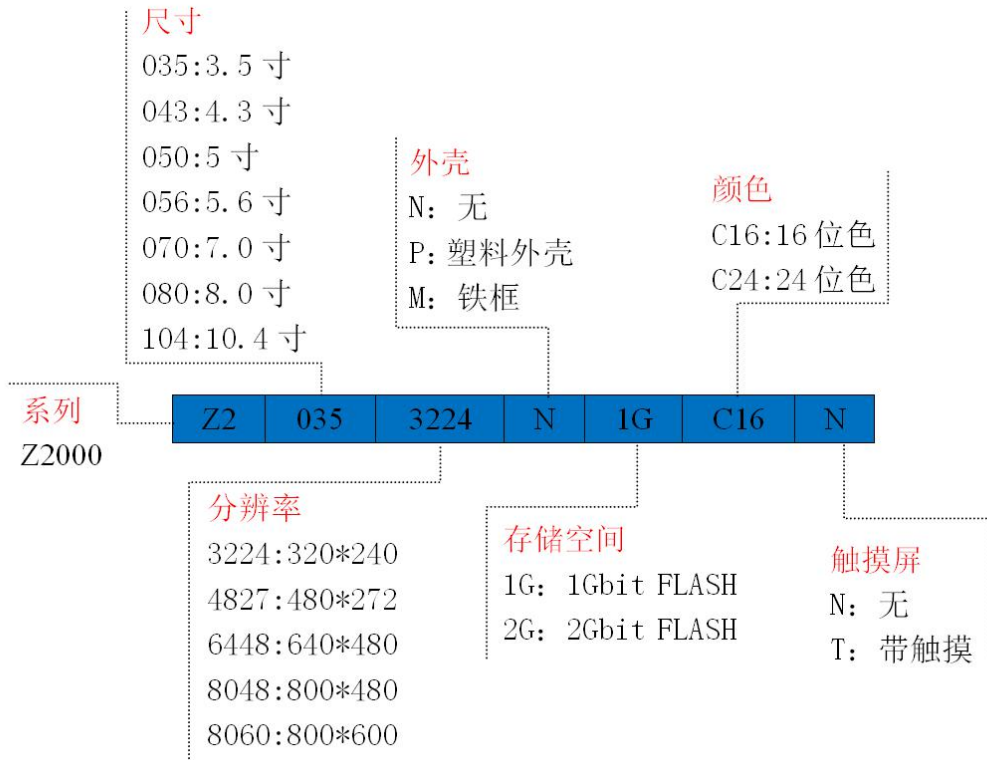 尺寸
035:3.5 寸
043:4.3 寸
050:5 寸
056:5.6 寸
070:7.0 寸
080:8.0 寸
104:10.4 寸
外壳
N: 无
P: 塑料外壳
M: 铁框
颜色
C16:16 位色
C24:24 位色
系列
Z2000
Z2 035 3224 N 1G C16 N
分辨率
3224:320*240
4827:480*272
6448:640*480
8048:800*480
8060:800*600
存储空间
1G: 1Gbit FLASH
2G: 2Gbit FLASH
触摸屏
N: 无
T: 带触摸